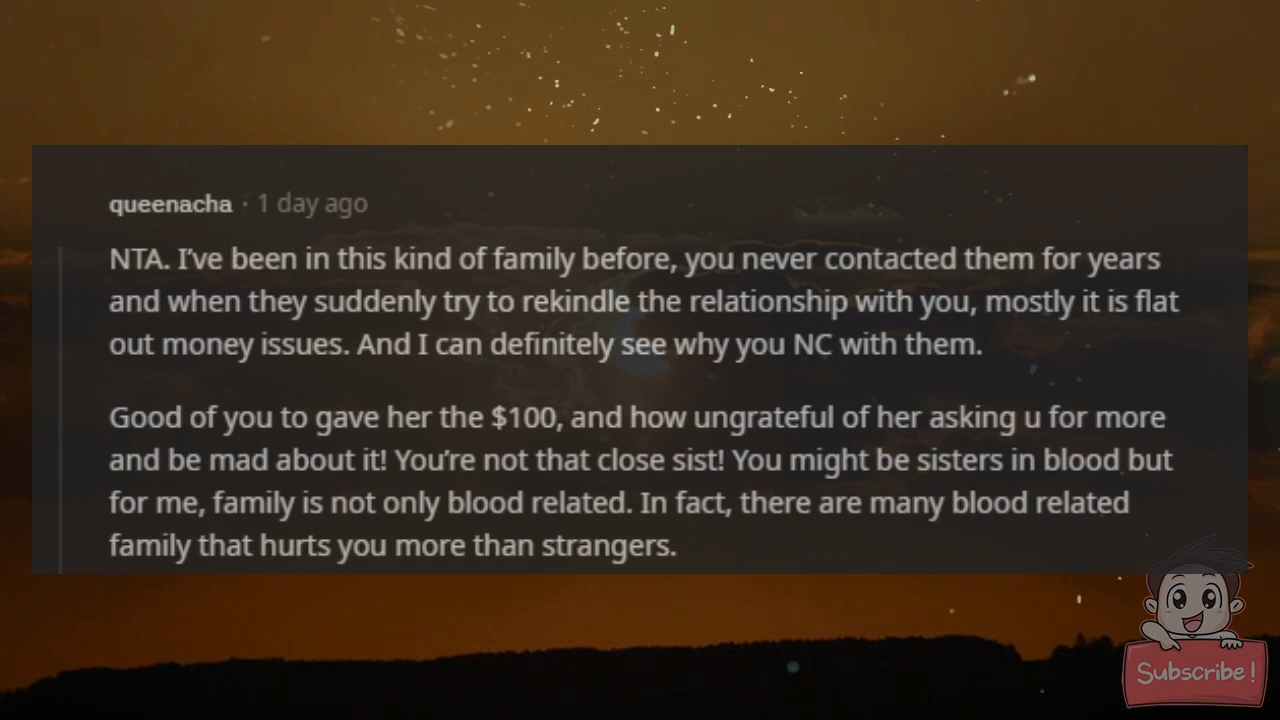 queenacha · 1 day ago
NTA. I’ve been in this kind of family before, you never contacted them for years
and when they suddenly try to rekindle the relationship with you, mostly it is flat
out money issues. And I can definitely see why you NC with them.
Good of you to gave her the $100, and how ungrateful of her asking u for more
and be mad about it! You’re not that close sist! You might be sisters in blood but
for me, family is not only blood related. In fact, there are many blood related
family that hurts you more than strangers.
Subscribe!